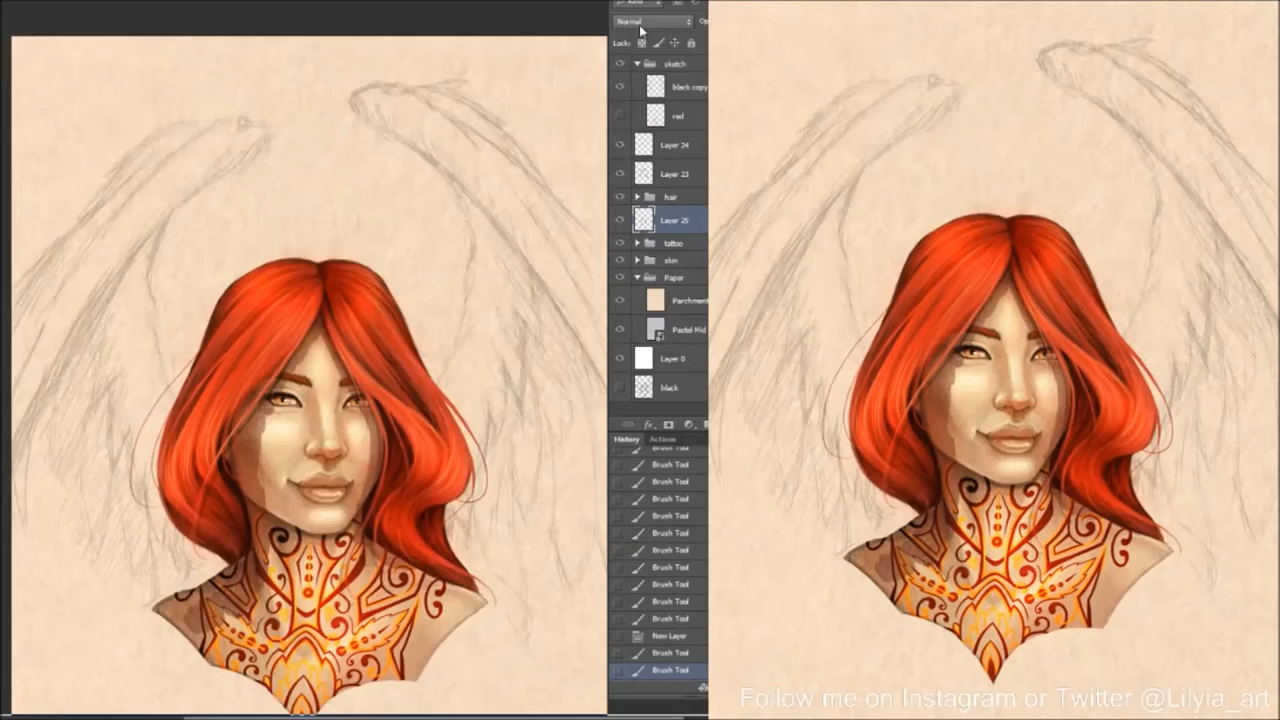 Kind
Normal
Op
Lock:
sketch
black copy
red
Layer 24
Layer 23
hair
Layer 25
tattoo
skin
Paper
Parchment
Pastel Mid
Layer 0
black
fx
History Actions
Brush Tool
Brush Tool
Brush Tool
Brush Tool
Brush Tool
Brush Tool
Brush Tool
Brush Tool
Brush Tool
Brush Tool
Brush Tool
New Layer
Brush Tool
Brush Tool
Follow me on Instagram or Twitter @Lilyia_art